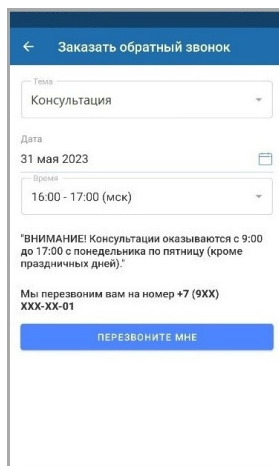 Заказать обратный звонок
Тема
Консультация
Дата
31 мая 2023
Время
16:00 - 17:00 (мск)
"ВНИМАНИЕ! Консультации оказываются с 9:00
до 17:00 с понедельника по пятницу (кроме
праздничных дней)."
Мы перезвоним вам на номер +7 (9XX)
XXX-XX-01
ПЕРЕЗВОНИТЕ МНЕ